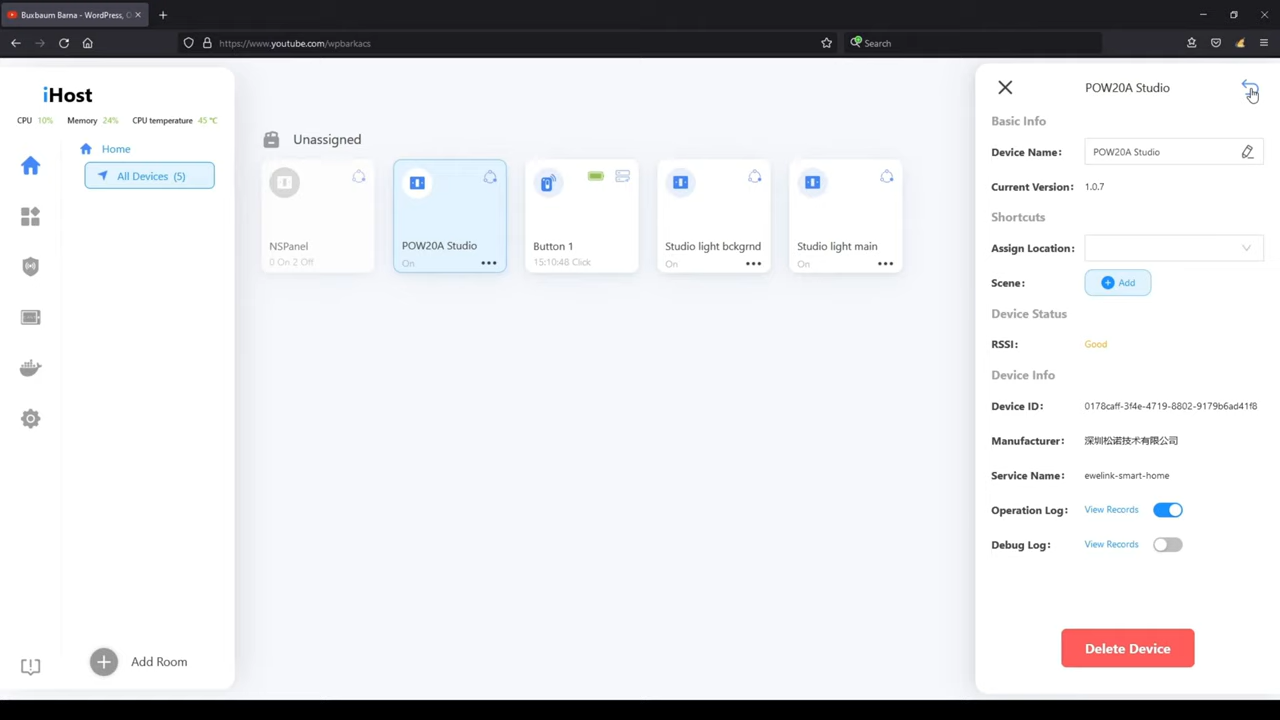 Buxbaum Barna - WordPress, O
https://www.youtube.com/wpbarkacs
Search
iHost
CPU 10% Memory 24% CPU temperature 45 ℃
Home
All Devices (5)
Add Room
Unassigned
NSPanel
0 On 2 Off
POW20A Studio
On
Button 1
15:10:48 Click
Studio light bckgrnd
On
Studio light main
On
POW20A Studio
Basic Info
Device Name: POW20A Studio
Current Version: 1.0.7
Shortcuts
Assign Location:
Scene: Add
Device Status
RSSI: Good
Device Info
Device ID: 0178caff-3f4e-4719-8802-9179b6ad41f8
Manufacturer: 深圳松诺技术有限公司
Service Name: ewelink-smart-home
Operation Log: View Records
Debug Log: View Records
Delete Device